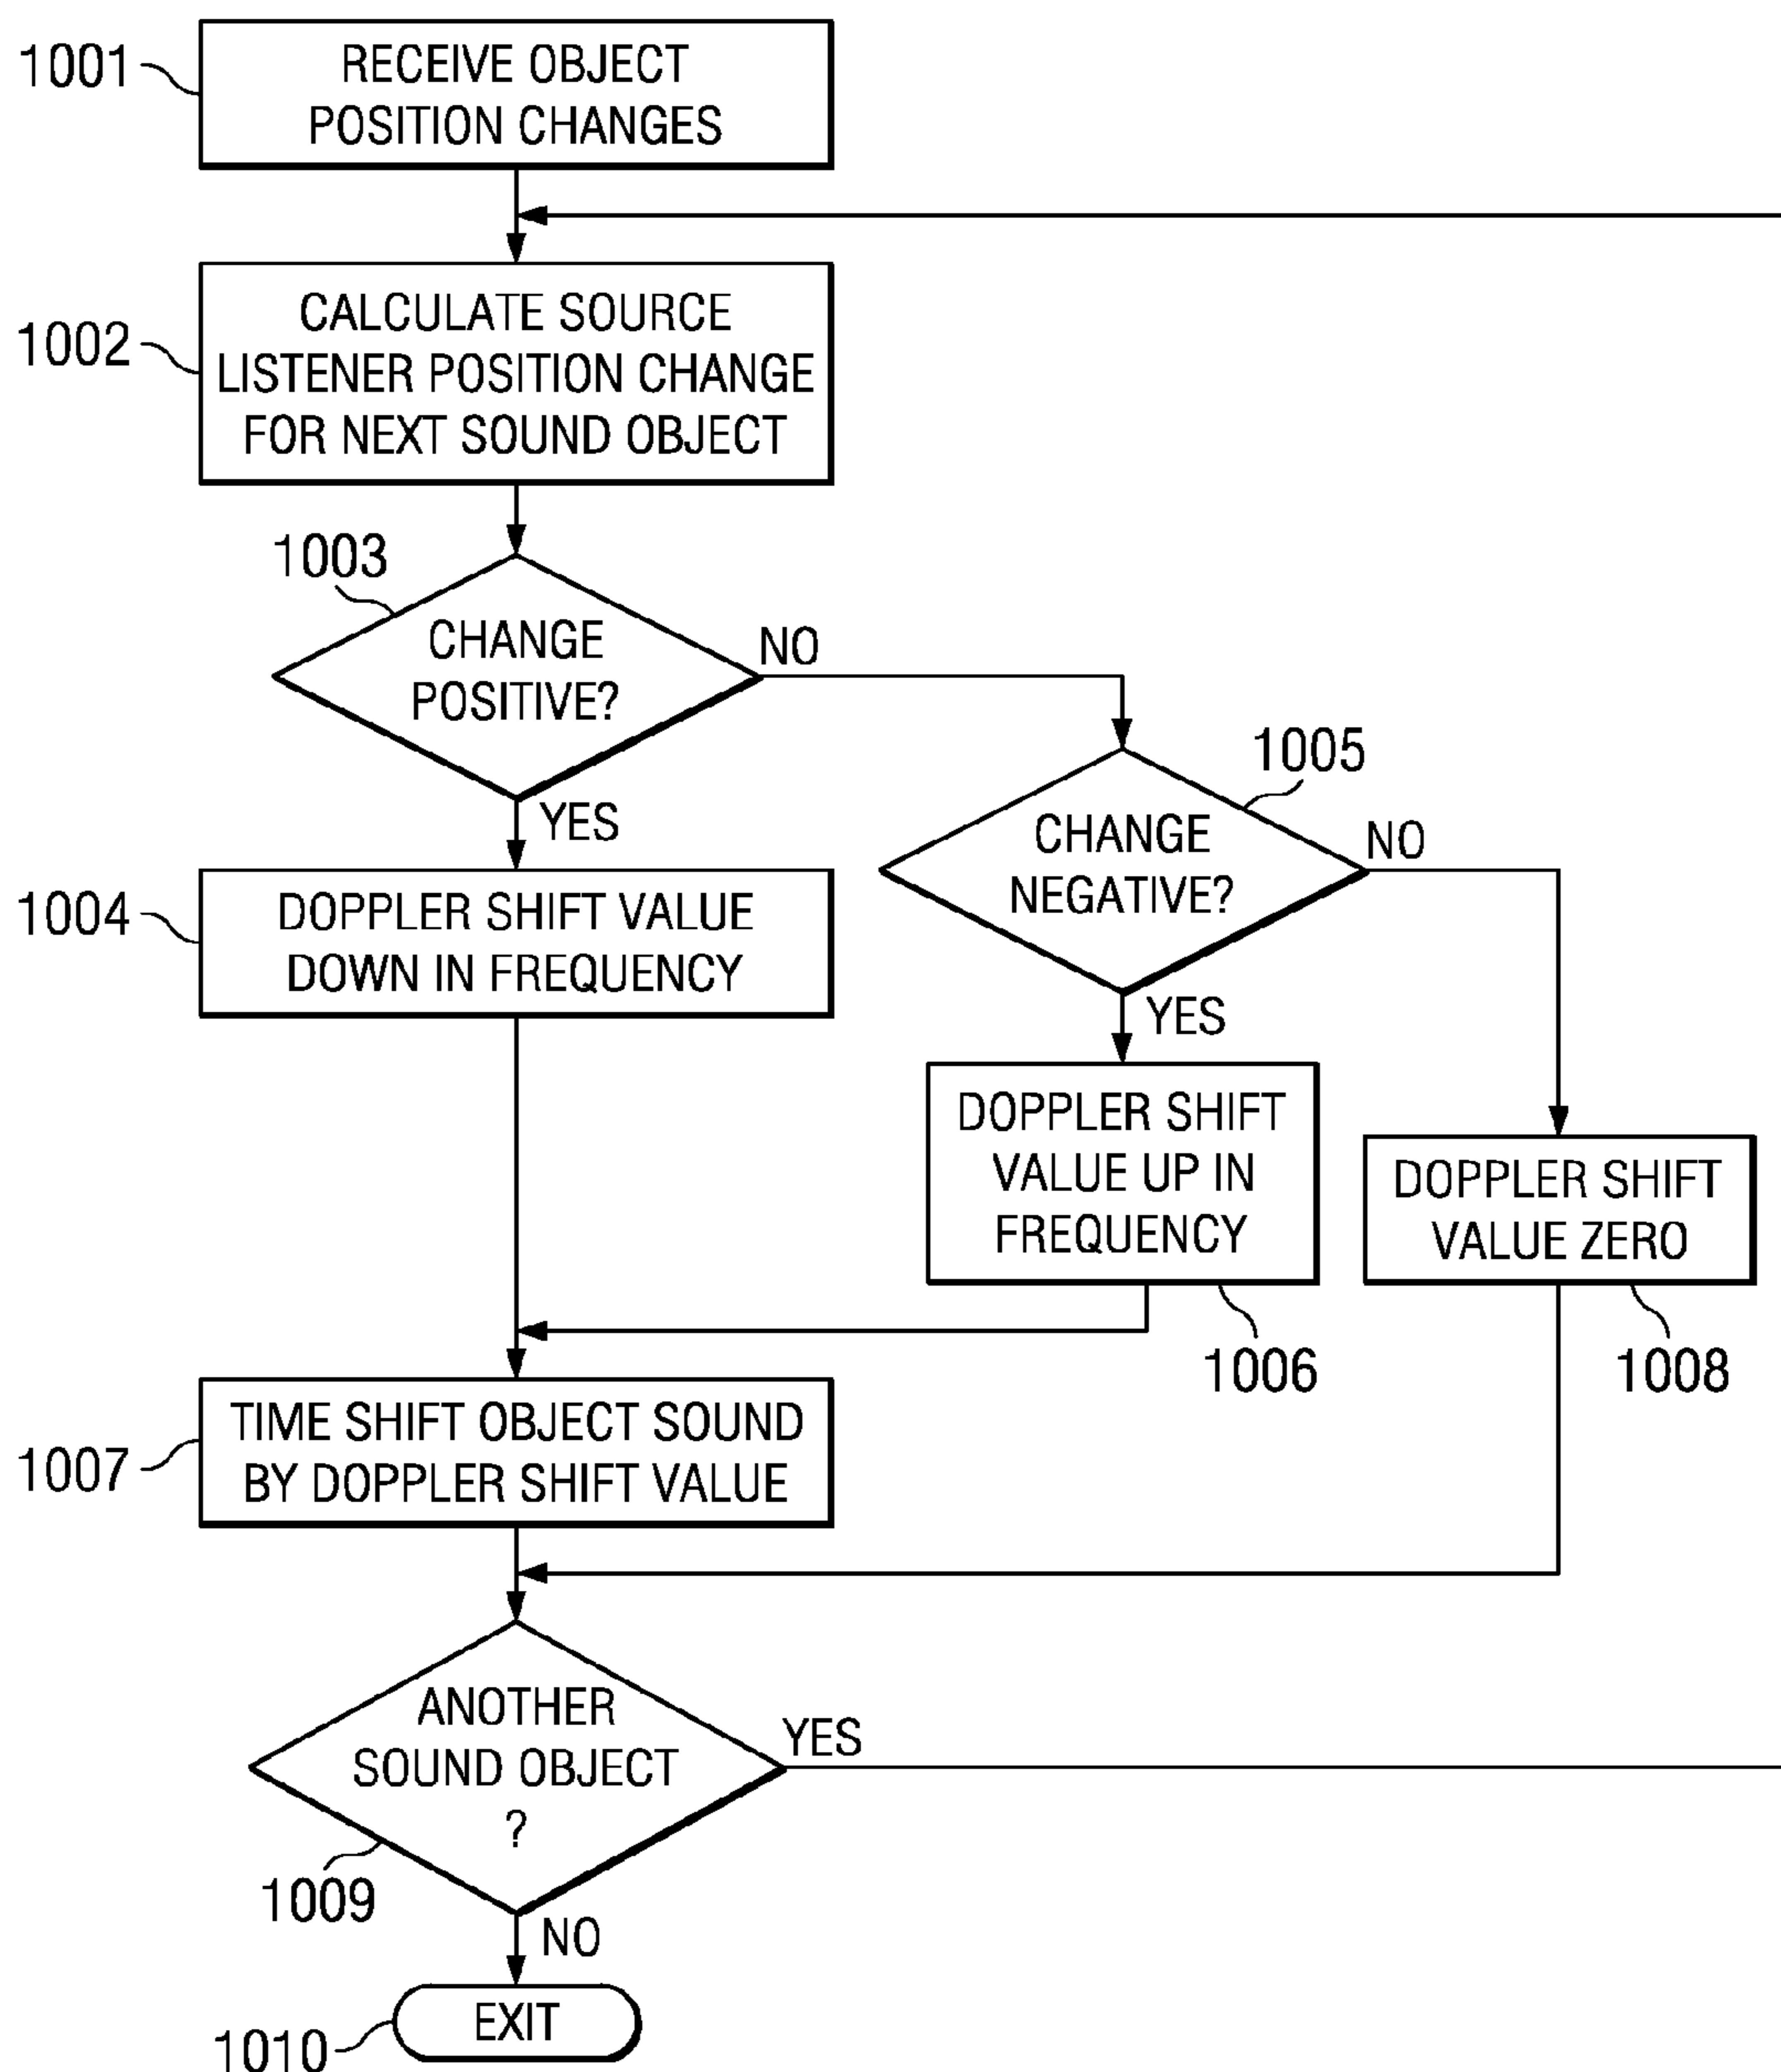 1001
RECEIVE OBJECT
POSITION CHANGES
1002
CALCULATE SOURCE
LISTENER POSITION CHANGE
FOR NEXT SOUND OBJECT
1003
CHANGE
POSITIVE?
NO
YES
1005
CHANGE
NEGATIVE?
NO
YES
1004
DOPPLER SHIFT VALUE
DOWN IN FREQUENCY
DOPPLER SHIFT
VALUE UP IN
FREQUENCY
1006
DOPPLER SHIFT
VALUE ZERO
1008
1007
TIME SHIFT OBJECT SOUND
BY DOPPLER SHIFT VALUE
ANOTHER
SOUND OBJECT
?
YES
1009
NO
EXIT
1010